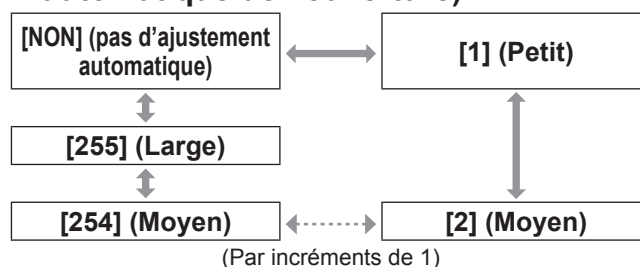 [NON] (pas d'ajustement
automatique)
[1] (Petit)
[255] (Large)
[254] (Moyen)
[2] (Moyen)
(Par incréments de 1)